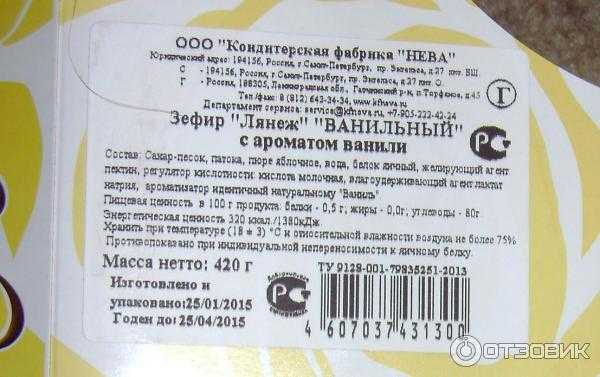 ООО "Кондитерская фабрика "НЕВА"
Юридический адрес: 194156, Россия, г.Санкт-Петербург, пр. Энгельса, д.27 лит. БШ.
С - 194156, Россия, г.Санкт-Петербург, пр. Энгельса, д.27 лит. О.
Г - Россия, 188305, Ленинградская обл., Гатчинский р-н, п.Торфяное, д.45
Тел/факс: 8 (812) 642-34-34, www.kfneva.ru
Департамент сервиса: service@kfneva.ru, +7-905-222-42-24
Г
Зефир "Лянеж" "ВАНИЛЬНЫЙ"
с ароматом ванили
РС
Состав: Сахар-песок, патока, пюре яблочное, вода, белок яичный, желирующий агент
пектин, регулятор кислотности: кислота молочная, влагоудерживающий агент лактат
натрия, ароматизатор идентичный натуральному "Ваниль".
Пищевая ценность в 100 г продукта: белки - 0,5 г; жиры - 0,0г; углеводы - 80г
Энергетическая ценность 320 ккал./1380кДж
Хранить при температуре (18 ± 3) °С и относительной влажности воздуха не более 75%
Противопоказано при индивидуальной непереносимости к яичному белку.
Масса нетто: 420 г
ТУ 9128-001-79835251-2013
Изготовлено и
упаковано:25/01/2015
Годен до: 25/04/2015
РС
4 607037 431300
ОТЗОВИК